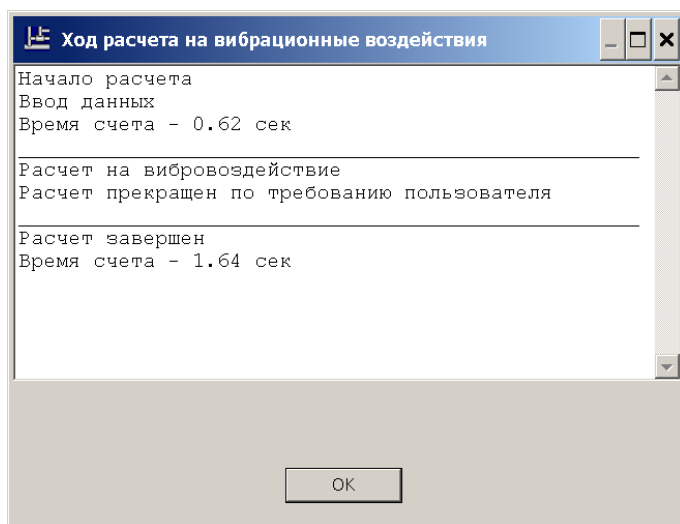 Ход расчета на вибрационные воздействия
Начало расчета
Ввод данных
Время счета - 0.62 сек
Расчет на вибровоздействие
Расчет прекращен по требованию пользователя
Расчет завершен
Время счета - 1.64 сек
OK